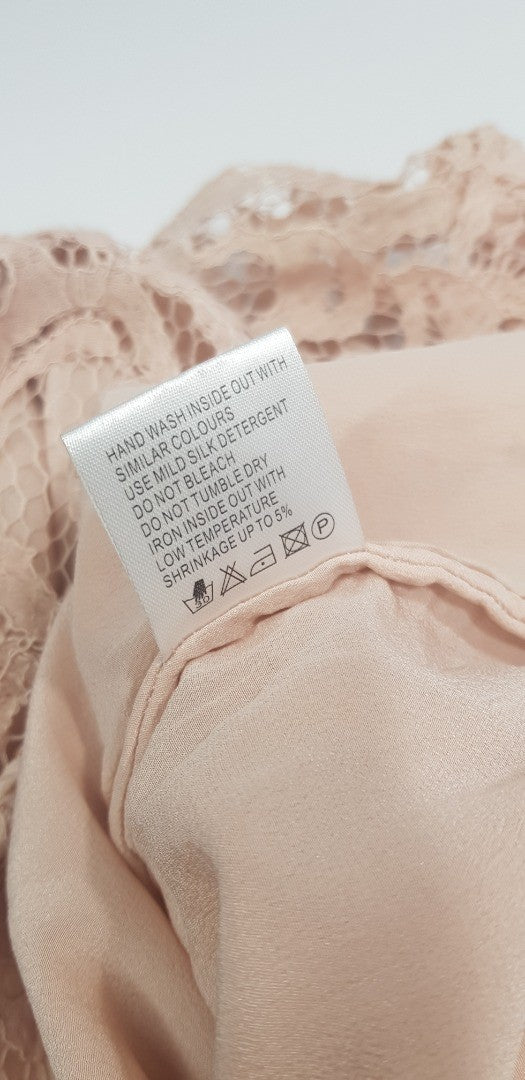 HAND WASH INSIDE OUT WITH
SIMILAR COLOURS
USE MILD SILK DETERGENT
DO NOT BLEACH
DO NOT TUMBLE DRY
IRON INSIDE OUT WITH
LOW TEMPERATURE
SHRINKAGE UP TO 5%
30 P